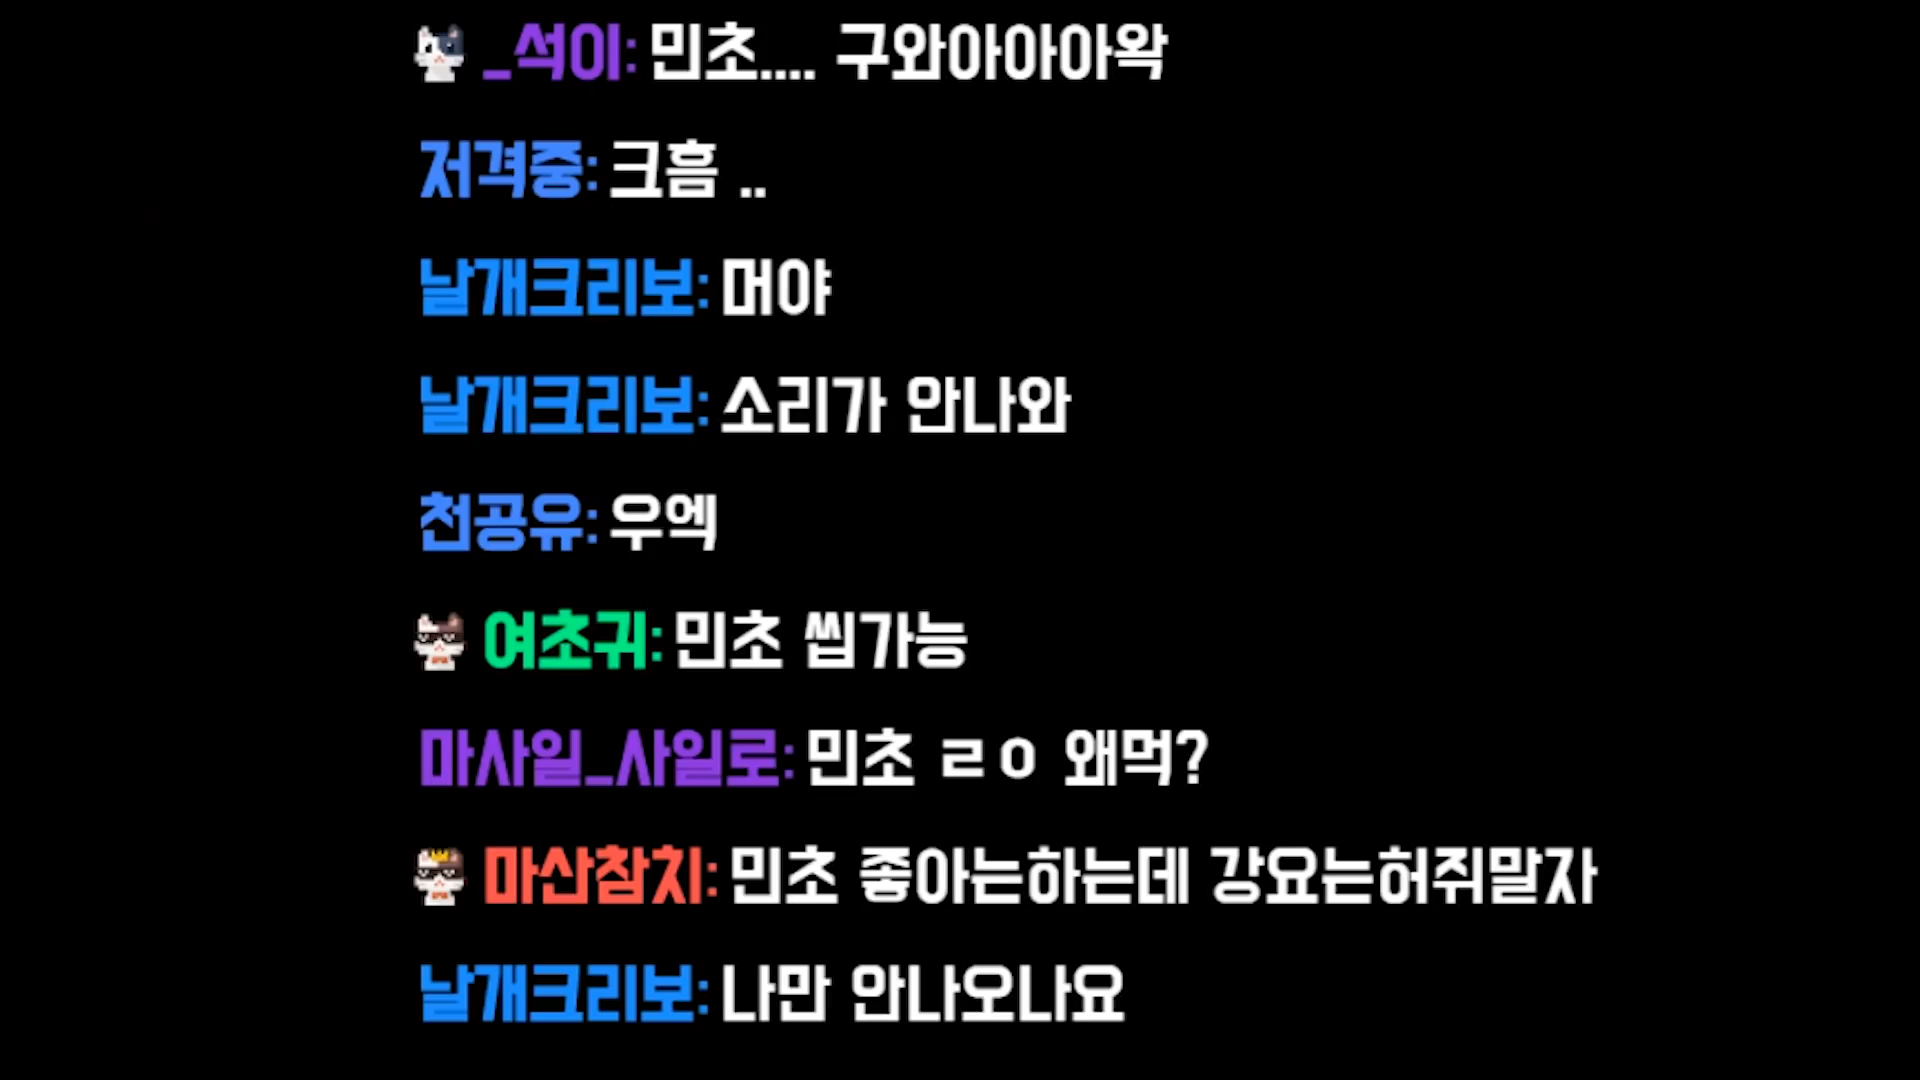 _석이: 민초.... 구와아아아왁
저격중: 크흠 ..
날개크리보: 머야
날개크리보: 소리가 안나와
천공유: 우엑
여초귀: 민초 씹가능
마사일_사일로: 민초 ㄹㅇ 왜먹?
마산참치: 민초 좋아는하는데 강요는허쥐말자
날개크리보: 나만 안나오나요